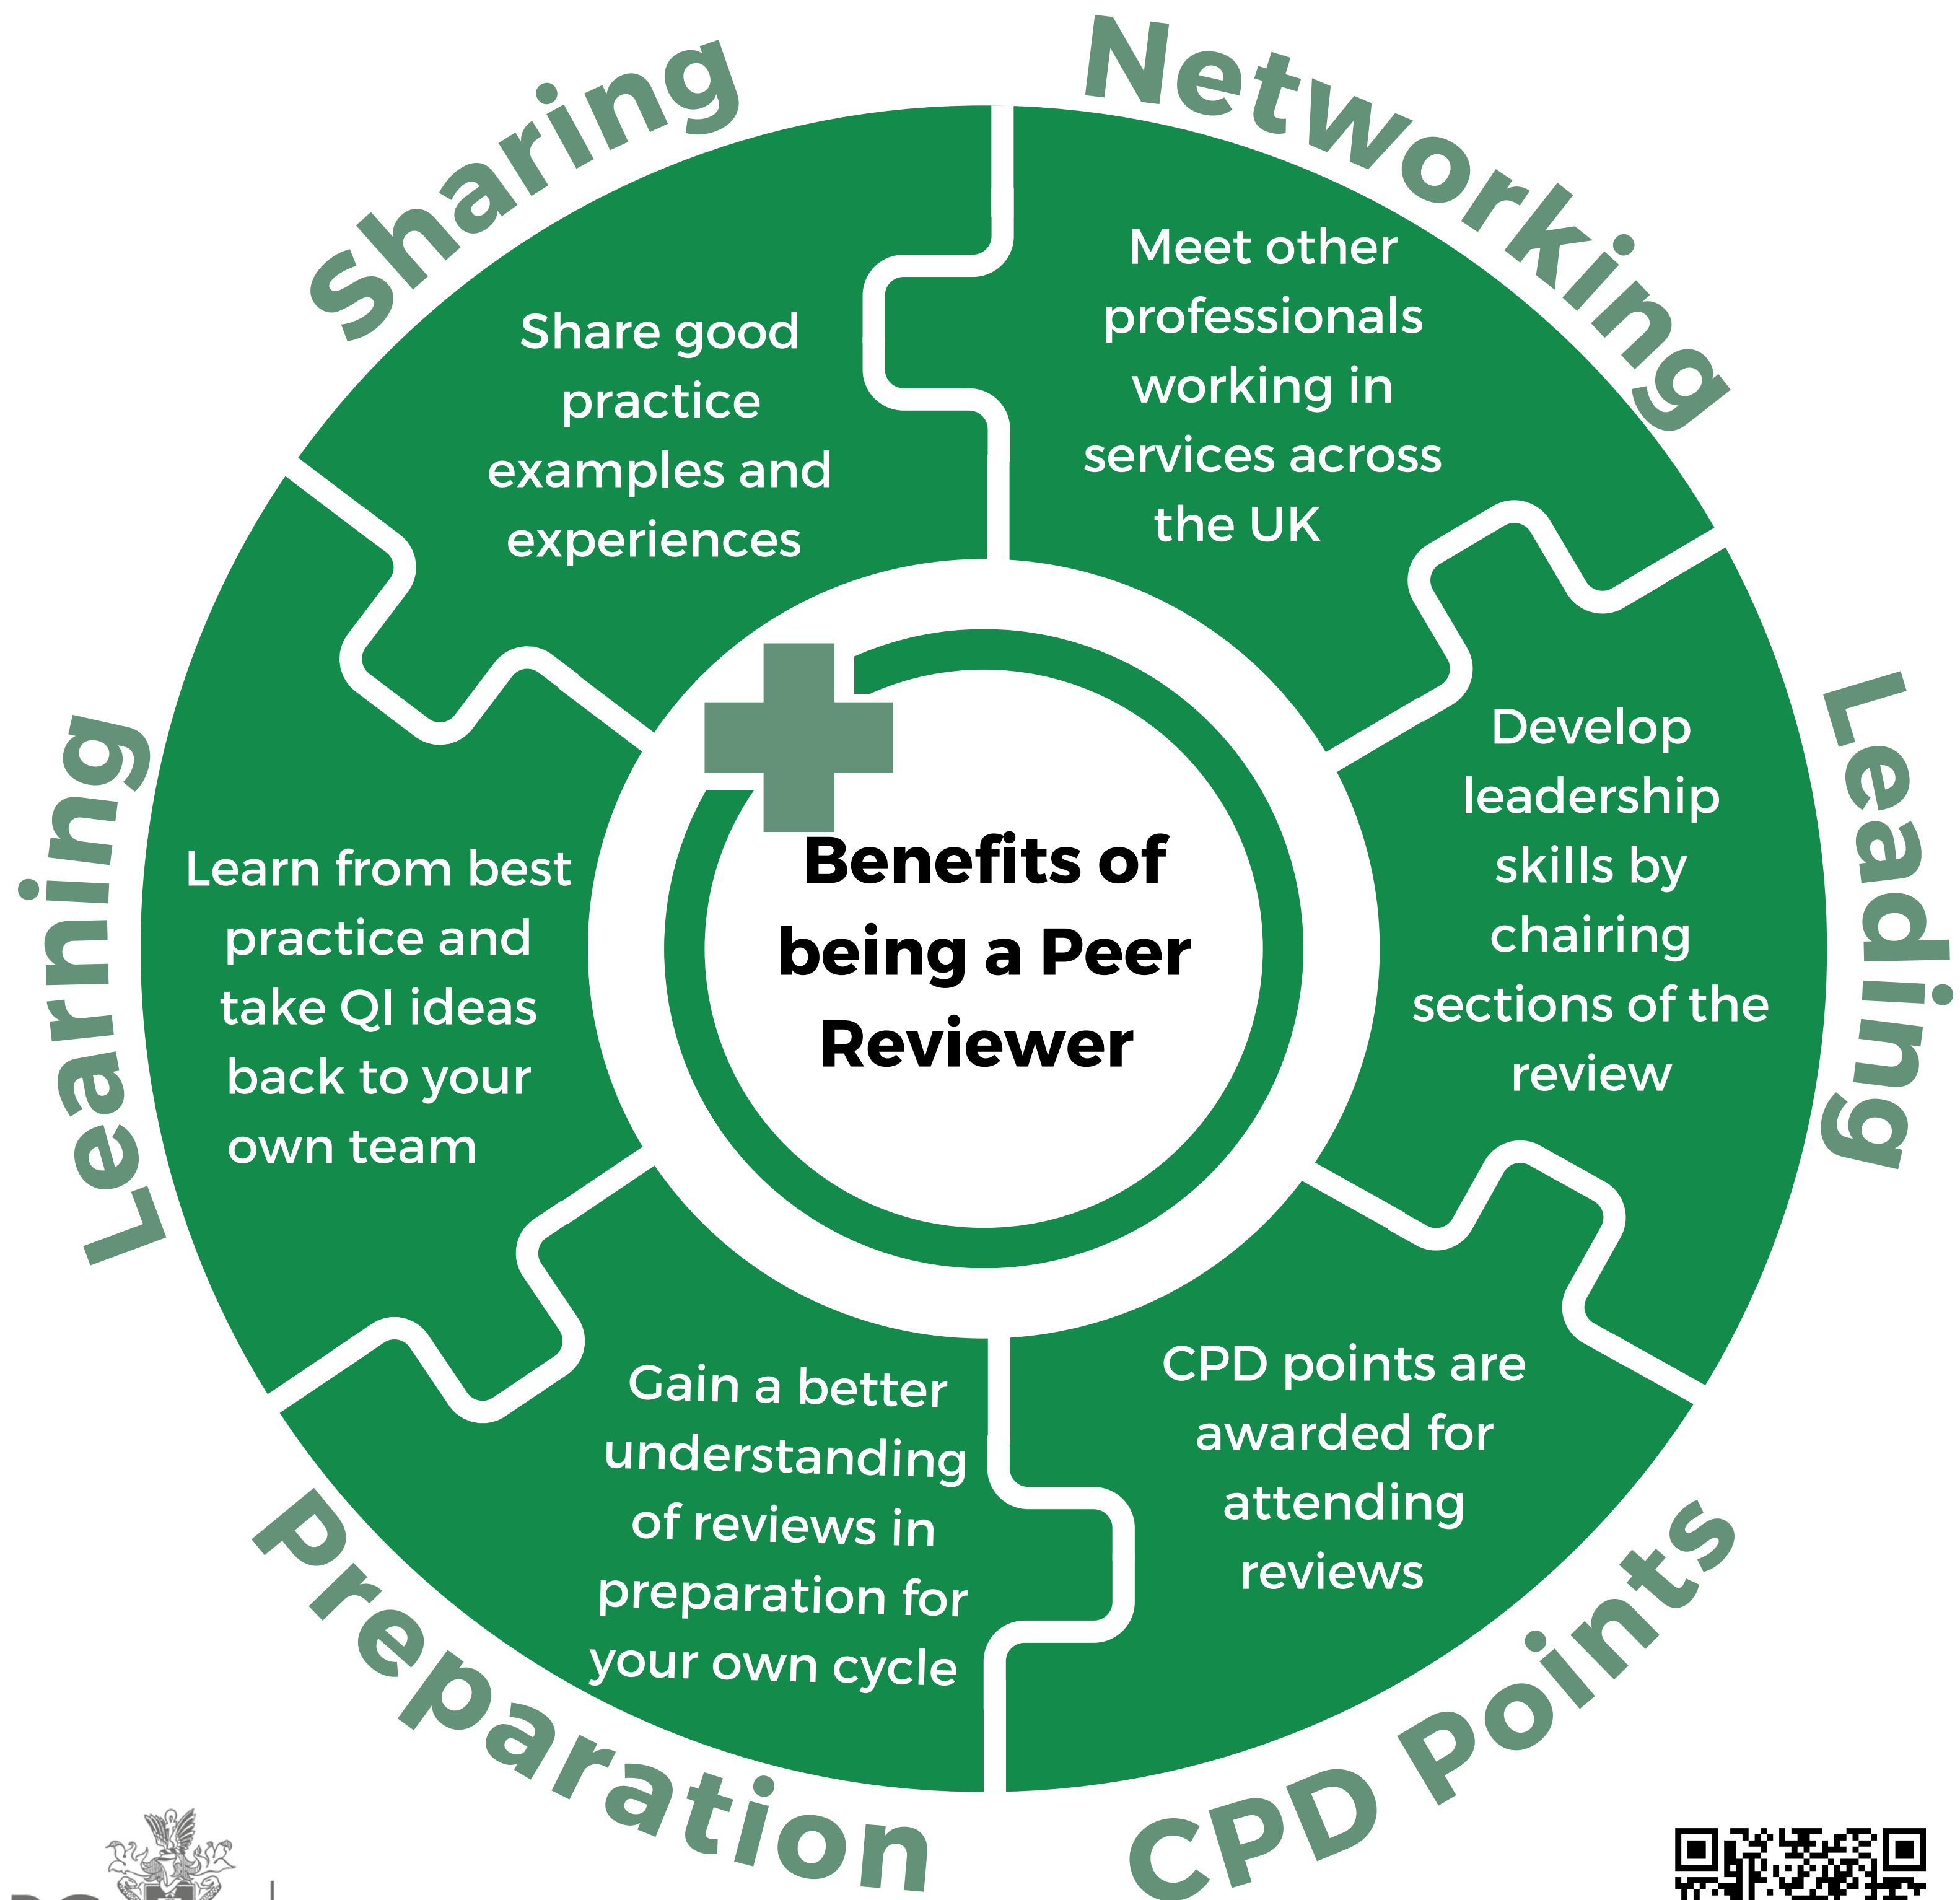 Sharing
Share good
practice
examples and
experiences
Networking
Meet other
professionals
working in
services across
the UK
Leading
Develop
leadership
skills by
chairing
sections of the
review
CPD Points
CPD points are
awarded for
attending
reviews
Preparation
Gain a better
understanding
of reviews in
preparation for
your own cycle
Learning
Learn from best
practice and
take QI ideas
back to your
own team
Benefits of
being a Peer
Reviewer